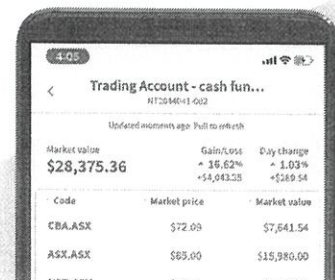 4:05
Trading Account - cash fun...
Updated moments ago. Pull to refresh
Market value Gain/Loss Day change
$28,375.36 16.62% 1.03%
+$4,043.35 +$289.54
Code Market price Market value
CBA.ASX $72.09 $7,641.54
ASX.ASX $85.00 $15,980.00